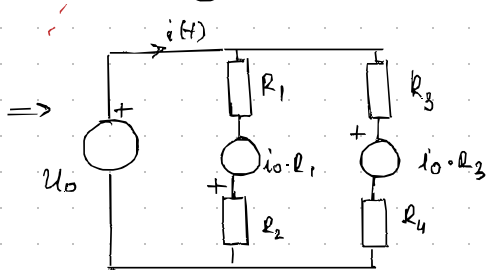 i(t)
R₁
R₃
⇒
+
+
U₀
i₀·R₁
i₀·R₃
+
R₂
R₄